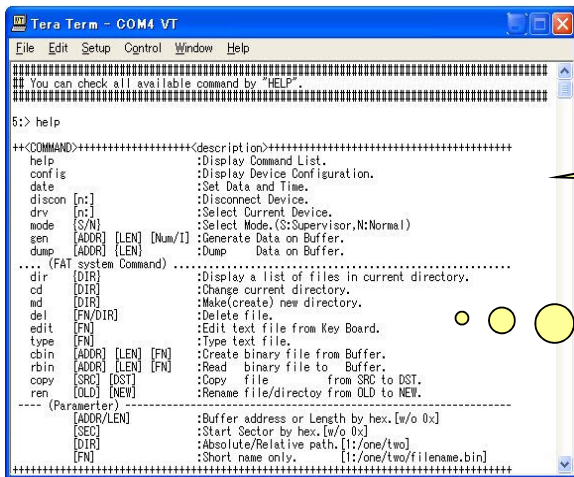 Tera Term - COM4 VT
File Edit Setup Control Window Help
################################################################################
## You can check all available command by "HELP".
################################################################################
5:> help
++<COMMAND>+++++++++++++++++++<description>+++++++++++++++++++++++++++++++++++++++++
help :Display Command List.
config :Display Device Configuration.
date :Set Data and Time.
discon [n:] :Disconnect Device.
drv [n:] :Select Current Device.
mode {S/N} :Select Mode.(S:Supervisor,N:Normal)
gen [ADDR] [LEN] [Num/I] :Generate Data on Buffer.
dump [ADDR] {LEN} :Dump Data on Buffer.
.... (FAT system Command) ......................................................
dir {DIR} :Display a list of files in current directory.
cd [DIR] :Change current directory.
md [DIR] :Make(create) new directory.
del [FN/DIR] :Delete file.
edit [FN] :Edit text file from Key Board.
type [FN] :Type text file.
cbin [ADDR] [LEN] [FN] :Create binary file from Buffer.
rbin [ADDR] [LEN] [FN] :Read binary file to Buffer.
copy [SRC] [DST] :Copy file from SRC to DST.
ren [OLD] [NEW] :Rename file/directoy from OLD to NEW.
---- (Paramerter) --------------------------------------------------------------
[ADDR/LEN] :Buffer address or Length by hex.[w/o 0x]
[SEC] :Start Sector by hex.[w/o 0x]
[DIR] :Absolute/Relative path.[1:/one/two]
[FN] :Short name only. [1:/one/two/filename.bin]
++++++++++++++++++++++++++++++++++++++++++++++++++++++++++++++++++++++++++++++++